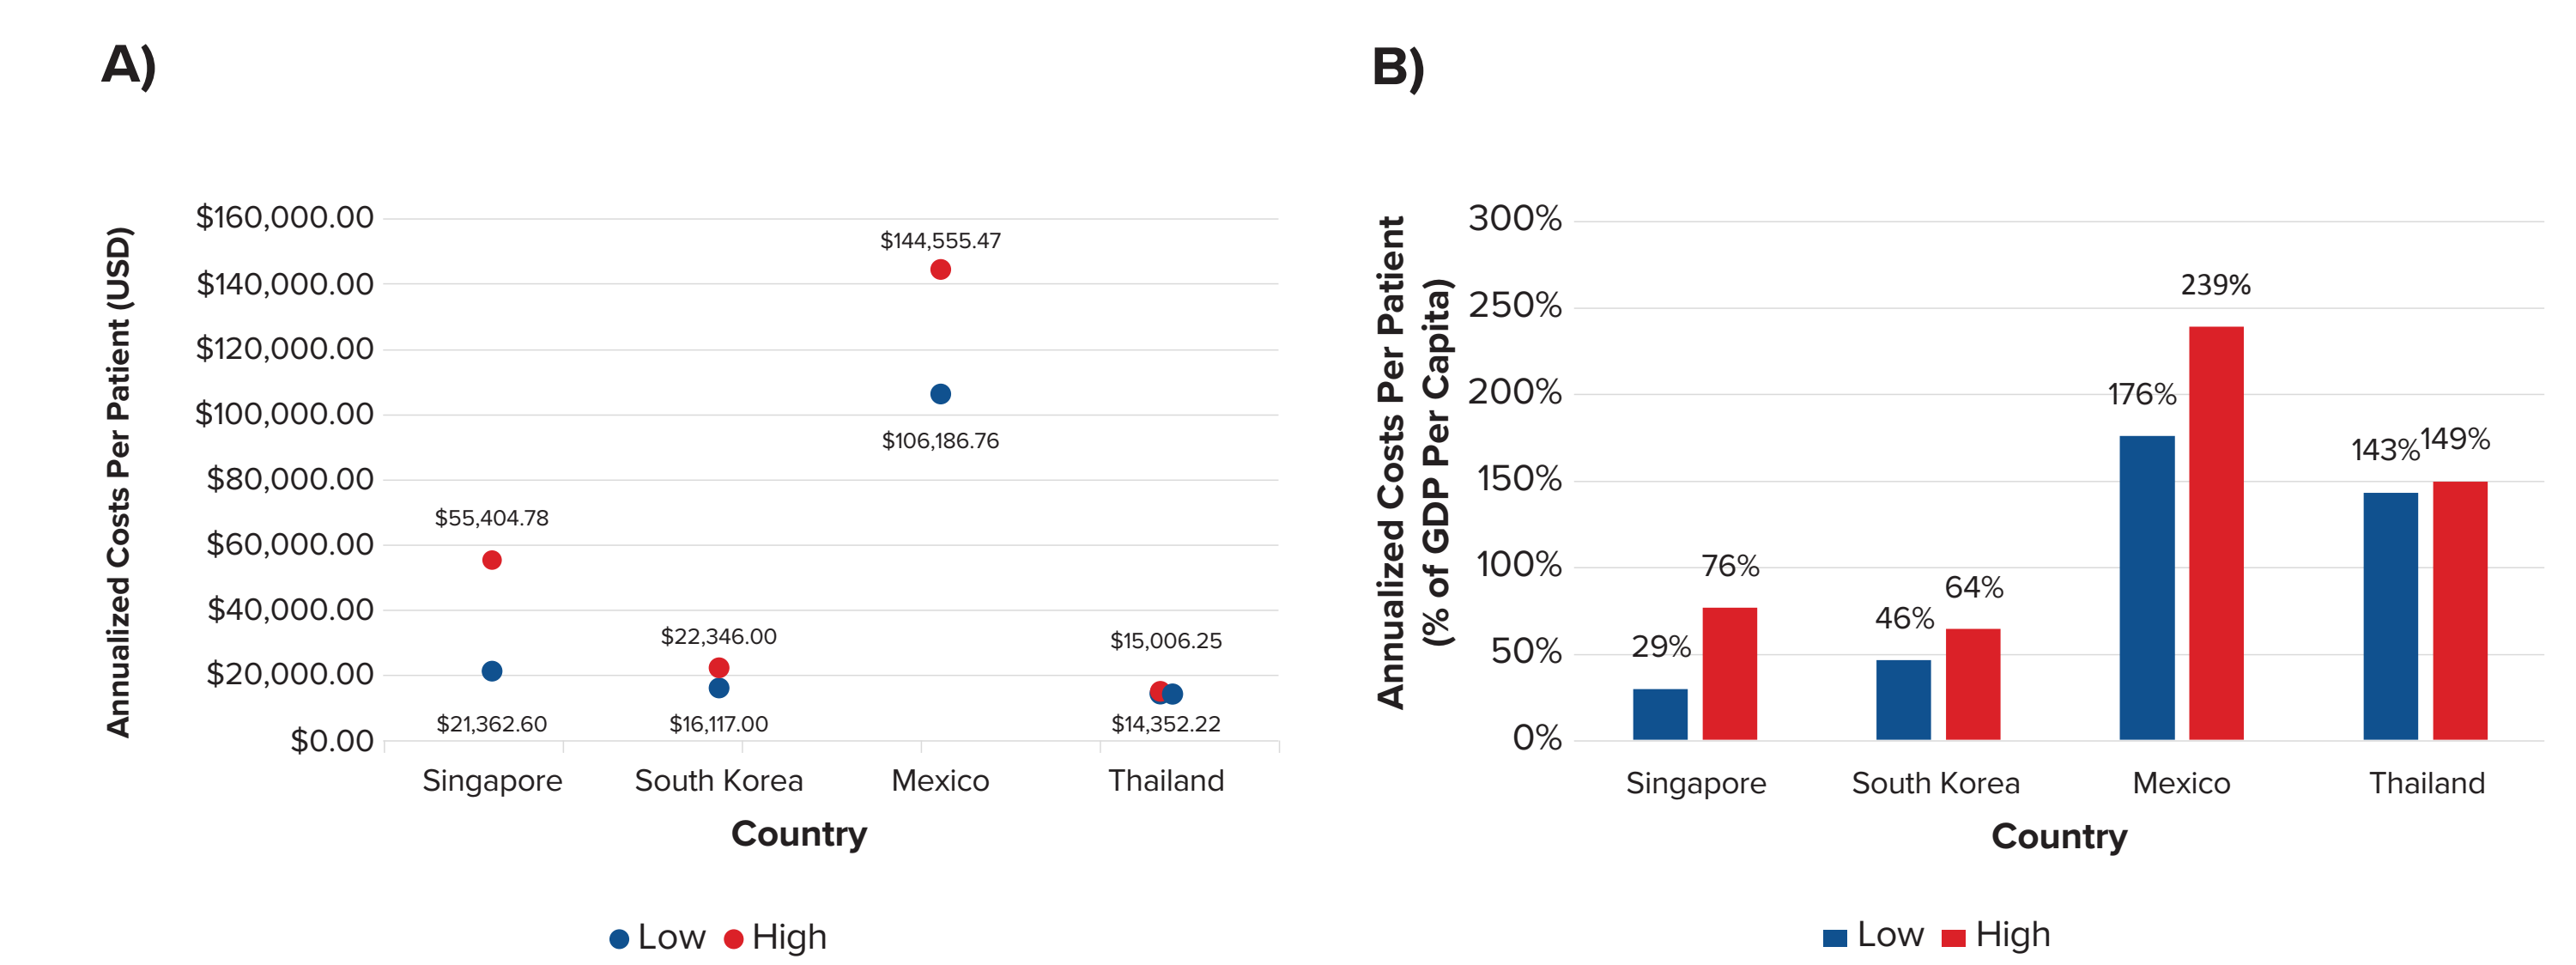 A)
Annualized Costs Per Patient (USD)
$160,000.00
$140,000.00
$120,000.00
$100,000.00
$80,000.00
$60,000.00
$40,000.00
$20,000.00
$0.00
$55,404.78
$21,362.60
$22,346.00
$16,117.00
$144,555.47
$106,186.76
$15,006.25
$14,352.22
Singapore
South Korea
Mexico
Thailand
Country
Low
High
B)
Annualized Costs Per Patient
(% of GDP Per Capita)
300%
250%
200%
150%
100%
50%
0%
29%
76%
46%
64%
176%
239%
143%
149%
Singapore
South Korea
Mexico
Thailand
Country
Low
High